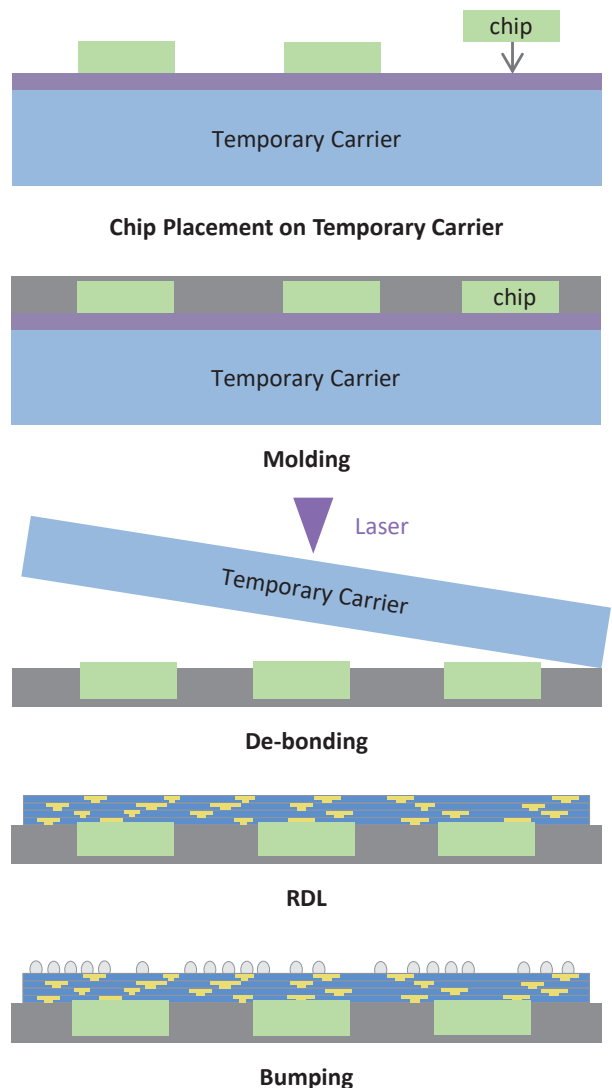 chip
Temporary Carrier
Chip Placement on Temporary Carrier
chip
Temporary Carrier
Molding
Laser
Temporary Carrier
De-bonding
RDL
Bumping